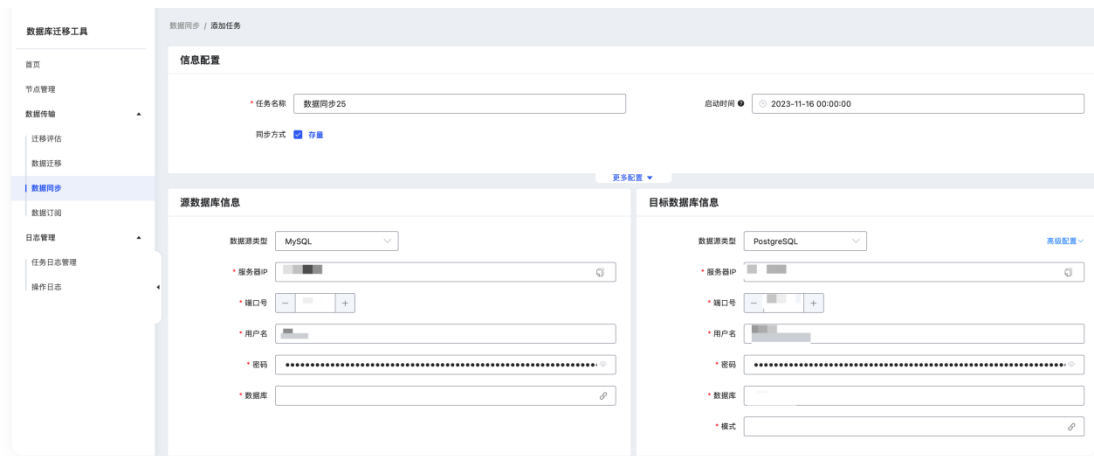 数据库迁移工具
首页
节点管理
数据传输
迁移评估
数据迁移
数据同步
数据订阅
日志管理
任务日志管理
操作日志
数据同步 / 添加任务
信息配置
* 任务名称 数据同步25
启动时间 2023-11-16 00:00:00
同步方式 存量
更多配置
源数据库信息
数据源类型 MySQL
* 服务器IP
* 端口号 − +
* 用户名
* 密码
* 数据库
目标数据库信息
数据源类型 PostgreSQL 高级配置
* 服务器IP
* 端口号 − +
* 用户名
* 密码
* 数据库
* 模式